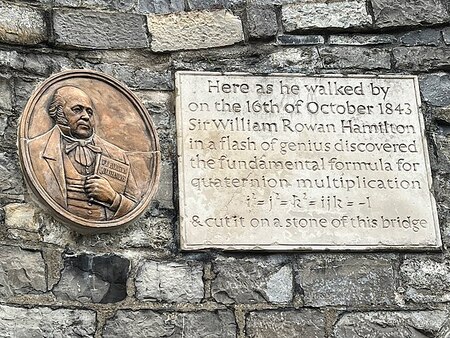 Here as he walked by
on the 16th of October 1843
Sir William Rowan Hamilton
in a flash of genius discovered
the fundamental formula for
quaternion multiplication
i² = j² = k² = ijk = -1
& cut it on a stone of this bridge